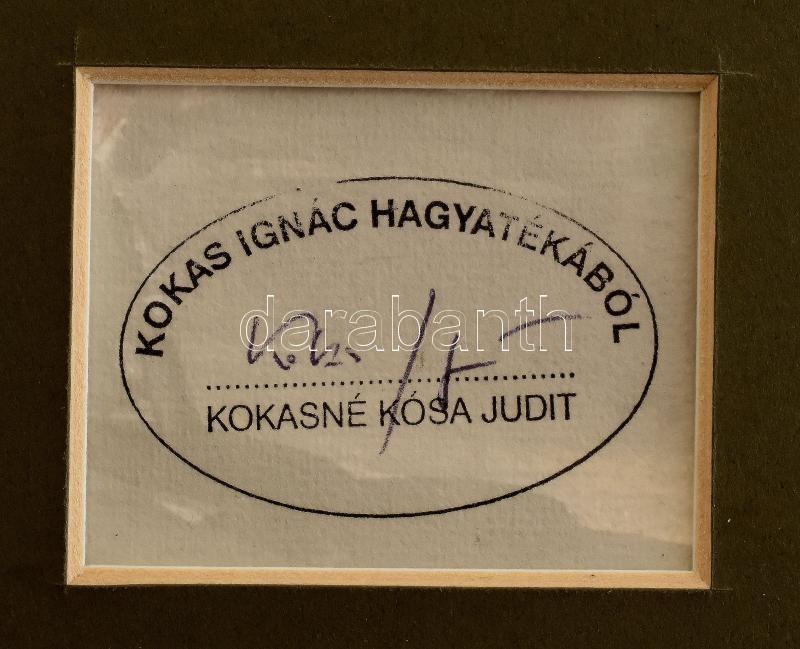 KOKAS IGNÁC HAGYATÉKÁBÓL
darabanth
KOKASNÉ KÓSA JUDIT